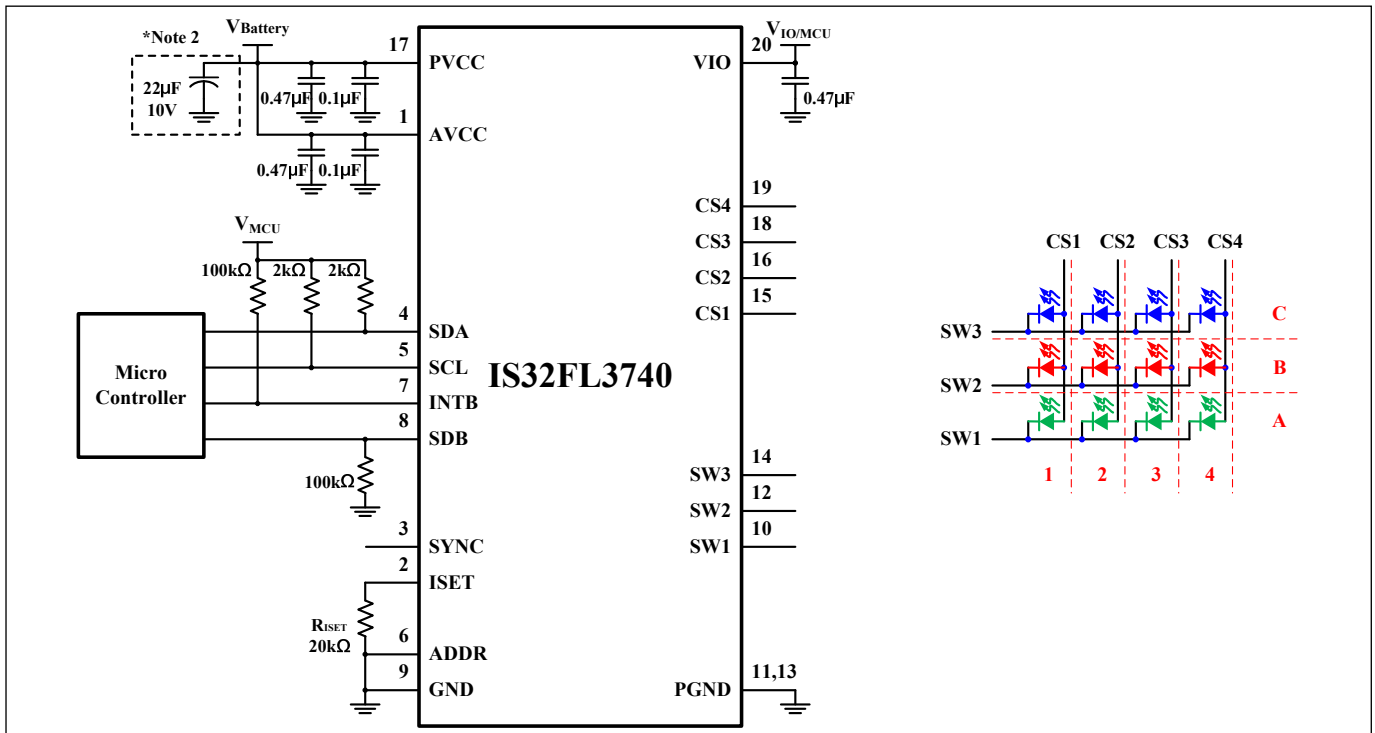 *Note 2
VBattery
22µF
10V
0.47µF
0.1µF
0.47µF
0.1µF
17
PVCC
1
AVCC
VMCU
100kΩ
2kΩ
2kΩ
Micro
Controller
4
SDA
5
SCL
7
INTB
8
SDB
100kΩ
3
SYNC
2
ISET
RISET
20kΩ
6
ADDR
9
GND
IS32FL3740
VIO/MCU
20
VIO
0.47µF
19
CS4
18
CS3
16
CS2
15
CS1
14
SW3
12
SW2
10
SW1
11,13
PGND
CS1 CS2 CS3 CS4
SW3
C
SW2
B
SW1
A
1 2 3 4